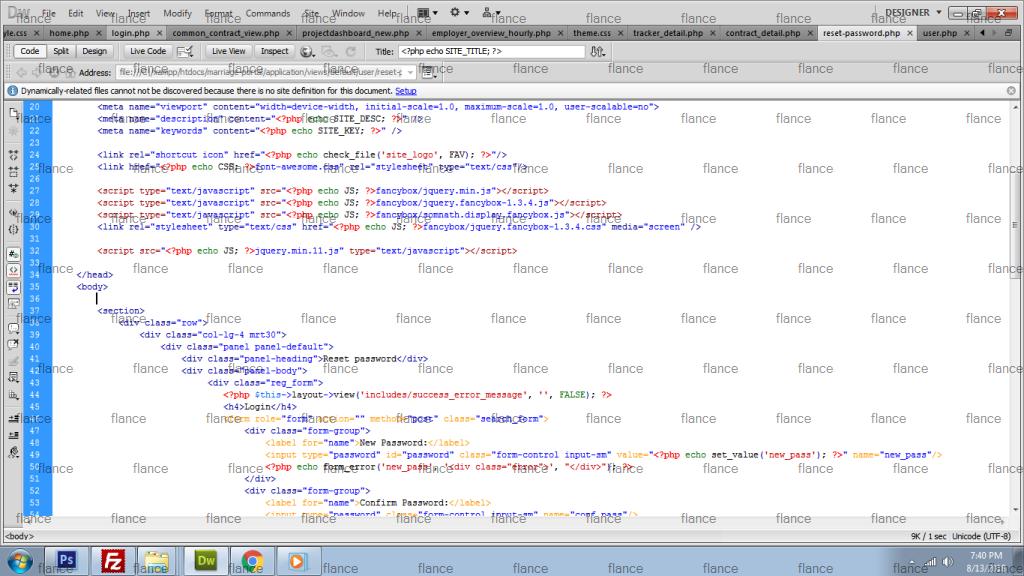 Dw File Edit View Insert Modify Format Commands Site Window Help DESIGNER
yle.css × home.php × login.php × common_contract_view.php × projectdashboard_new.php × employer_overview_hourly.php × theme.css × tracker_detail.php × contract_detail.php × reset-password.php × user.php ×
Code Split Design Live Code Live View Inspect Title: <?php echo SITE_TITLE; ?>
Address:
Dynamically-related files cannot not be discovered because there is no site definition for this document. Setup
20 <meta name="viewport" content="width=device-width, initial-scale=1.0, maximum-scale=1.0, user-scalable=no">
21 <meta name="description" content="<?php echo SITE_DESC; ?>" />
22 <meta name="keywords" content="<?php echo SITE_KEY; ?>" />
23
24 <link rel="shortcut icon" href="<?php echo check_file('site_logo', FAV); ?>"/>
25 <link href="<?php echo CSS; ?>font-awesome.css" rel="stylesheet" type="text/css"/>
26
27 <script type="text/javascript" src="<?php echo JS; ?>fancybox/jquery.min.js"></script>
28 <script type="text/javascript" src="<?php echo JS; ?>fancybox/jquery.fancybox-1.3.4.js"></script>
29 <script type="text/javascript" src="<?php echo JS; ?>fancybox/somnath.display.fancybox.js"></script>
30 <link rel="stylesheet" type="text/css" href="<?php echo JS; ?>fancybox/jquery.fancybox-1.3.4.css" media="screen" />
31
32 <script src="<?php echo JS; ?>jquery.min.11.js" type="text/javascript"></script>
33
34 </head>
35 <body>
36
37 <section>
38 <div class="row">
39 <div class="col-lg-4 mrt30">
40 <div class="panel panel-default">
41 <div class="panel-heading">Reset password</div>
42 <div class="panel-body">
43 <div class="reg_form">
44 <?php $this->layout->view('includes/success_error_message', '', FALSE); ?>
45 <h4>Login</h4>
46 <form role="form" action="" method="post" class="search_form">
47 <div class="form-group">
48 <label for="name">New Password:</label>
49 <input type="password" id="password" class="form-control input-sm" value="<?php echo set_value('new_pass'); ?>" name="new_pass"/>
50 <?php echo form_error('new_pass', '<div class="error">', "</div>"); ?>
51 </div>
52 <div class="form-group">
53 <label for="name">Confirm Password:</label>
54 <input type="password" class="form-control input-sm" name="conf_pass"/>
<body> 9K / 1 sec Unicode (UTF-8)
Ps Fz Dw
7:40 PM
flance